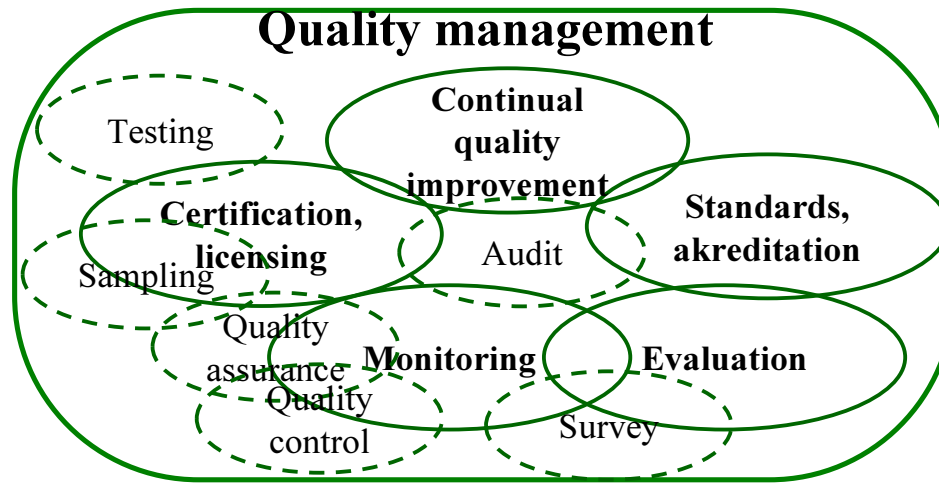 Quality management
Testing
Continual
quality
improvement
Certification,
licensing
Standards,
akreditation
Sampling
Audit
Quality
assurance
Monitoring
Evaluation
Quality
control
Survey